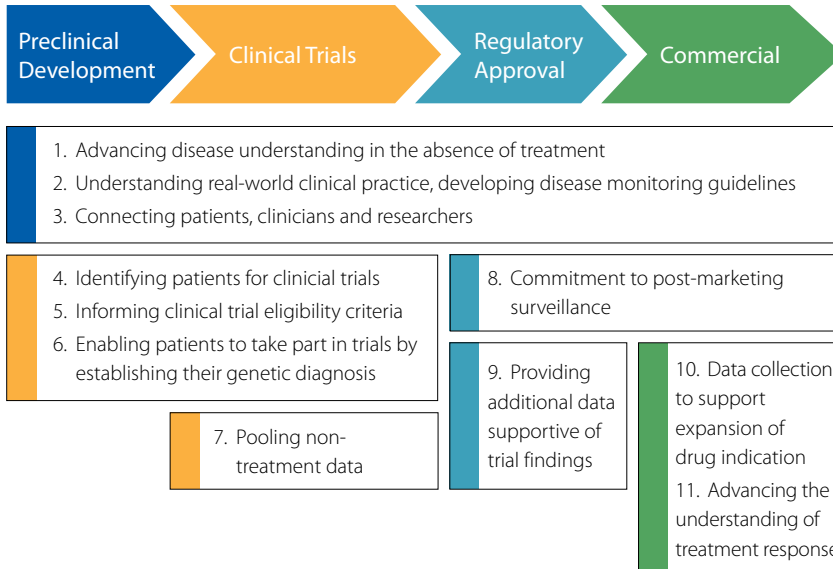 Preclinical
Development
Clinical Trials
Regulatory
Approval
Commercial
1. Advancing disease understanding in the absence of treatment
2. Understanding real-world clinical practice, developing disease monitoring guidelines
3. Connecting patients, clinicians and researchers
4. Identifying patients for clinicial trials
5. Informing clinical trial eligibility criteria
6. Enabling patients to take part in trials by
establishing their genetic diagnosis
7. Pooling non-
treatment data
8. Commitment to post-marketing
surveillance
9. Providing
additional data
supportive of
trial findings
10. Data collection
to support
expansion of
drug indication
11. Advancing the
understanding of
treatment response